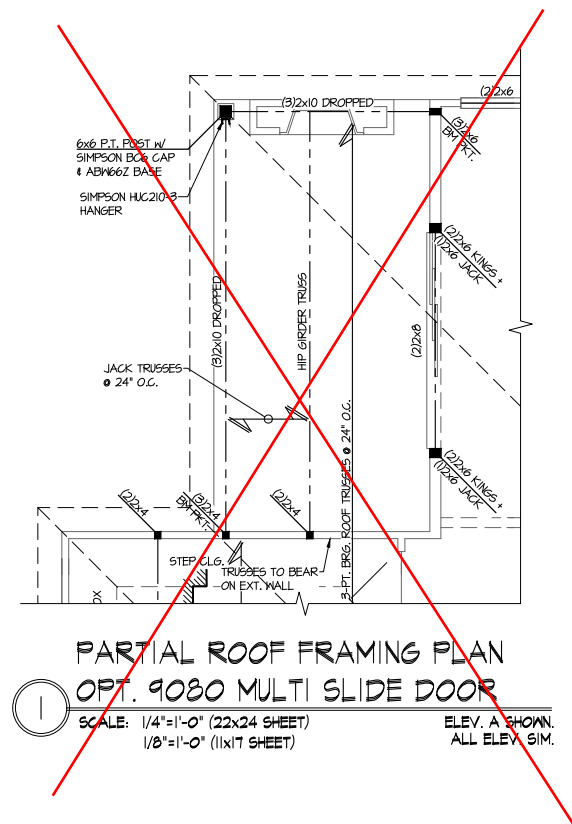 (2)2x6
(3)2x10 DROPPED
(3)2x6
BM PKT.
6x6 P.T. POST W/
SIMPSON BC6 CAP
& ABW66Z BASE
SIMPSON HUC210-3
HANGER
(2)2x6 KINGS +
(1)2x6 JACK
(3)2x10 DROPPED
HIP GIRDER TRUSS
(2)2x8
JACK TRUSSES
@ 24" O.C.
3-PT. BRG. ROOF TRUSSES @ 24" O.C.
(2)2x6 KINGS +
(1)2x6 JACK
(2)2x4
(3)2x4
BM PKT.
(2)2x4
STEP CLG.
TRUSSES TO BEAR
ON EXT. WALL
OX
PARTIAL ROOF FRAMING PLAN
1
OPT. 9080 MULTI SLIDE DOOR
SCALE: 1/4"=1'-0" (22x24 SHEET)
1/8"=1'-0" (11x17 SHEET)
ELEV. A SHOWN.
ALL ELEV. SIM.